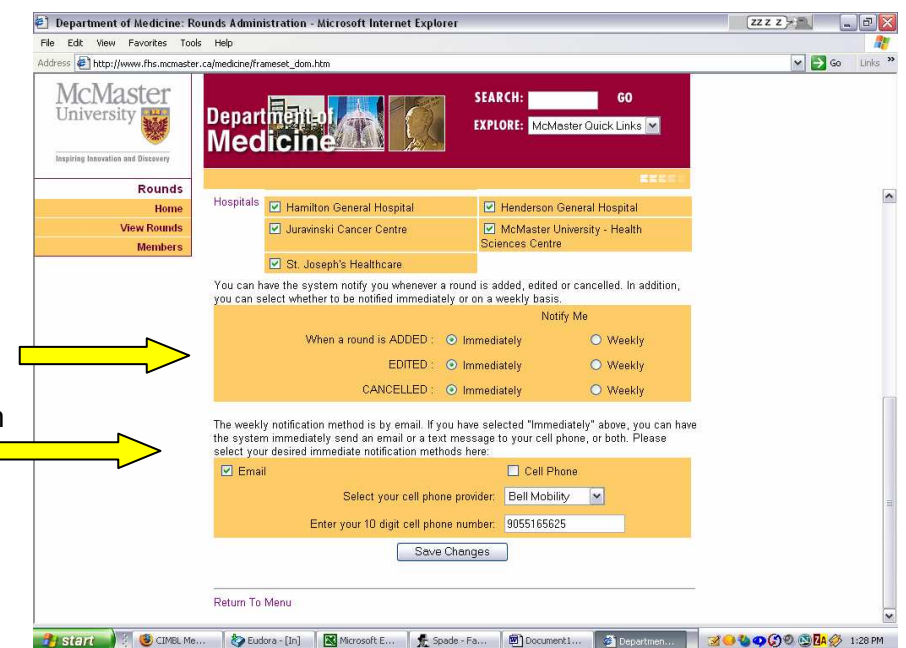 Department of Medicine: Rounds Administration - Microsoft Internet Explorer
ZZ Z Z
File Edit View Favorites Tools Help
Address http://www.fhs.mcmaster.ca/medicine/frameset_dom.htm Go Links »
McMaster
University
Inspiring Innovation and Discovery
Department of
Medicine
SEARCH: GO
EXPLORE: McMaster Quick Links
Rounds
Home
View Rounds
Members
Hospitals Hamilton General Hospital Henderson General Hospital
Juravinski Cancer Centre McMaster University - Health
Sciences Centre
St. Joseph's Healthcare
You can have the system notify you whenever a round is added, edited or cancelled. In addition,
you can select whether to be notified immediately or on a weekly basis.
Notify Me
When a round is ADDED : Immediately Weekly
EDITED : Immediately Weekly
CANCELLED : Immediately Weekly
n
The weekly notification method is by email. If you have selected "Immediately" above, you can have
the system immediately send an email or a text message to your cell phone, or both. Please
select your desired immediate notification methods here:
Email Cell Phone
Select your cell phone provider: Bell Mobility
Enter your 10 digit cell phone number: 9055165625
Save Changes
Return To Menu
start CIMBL Me... Eudora - [In] Microsoft E... Spade - Fa... Document1... Departmen... ZA 1:28 PM